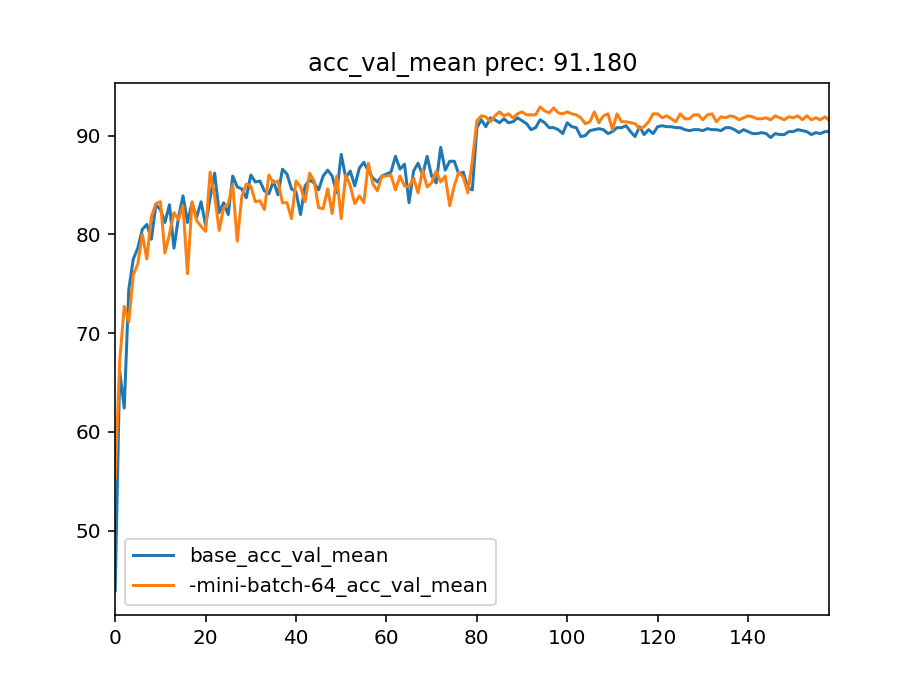 acc_val_mean prec: 91.180
90
80
70
60
50
base_acc_val_mean
-mini-batch-64_acc_val_mean
0 20 40 60 80 100 120 140